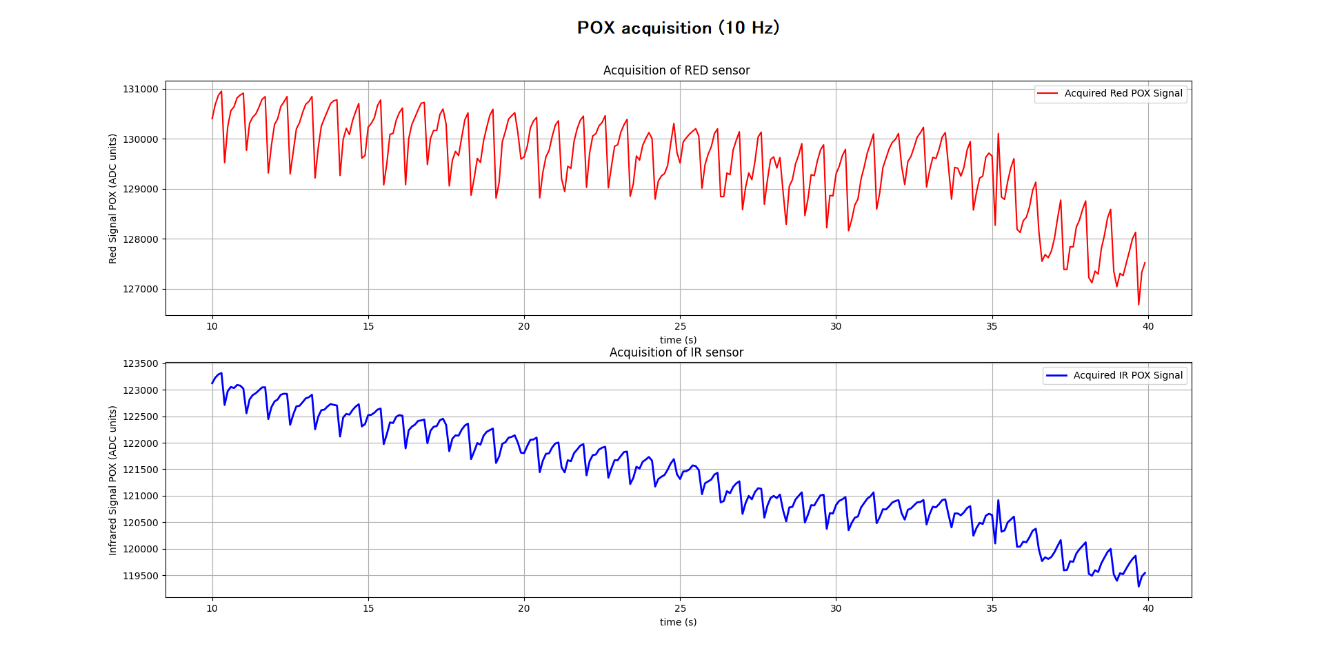 POX acquisition (10 Hz)
Acquisition of RED sensor
Acquired Red POX Signal
Red Signal POX (ADC units)
131000
130000
129000
128000
127000
10 15 20 25 30 35 40
time (s)
Acquisition of IR sensor
Acquired IR POX Signal
Infrared Signal POX (ADC units)
123500
123000
122500
122000
121500
121000
120500
120000
119500
10 15 20 25 30 35 40
time (s)